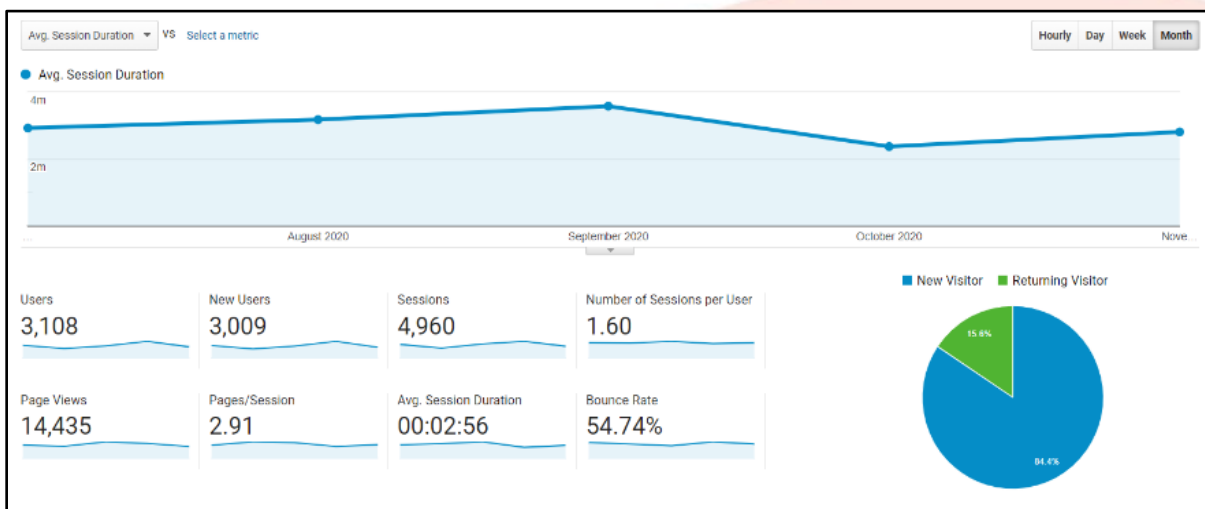 Avg. Session Duration VS Select a metric
Hourly Day Week Month
Avg. Session Duration
4m
2m
... August 2020 September 2020 October 2020 Nove...
New Visitor Returning Visitor
Users New Users Sessions Number of Sessions per User
3,108 3,009 4,960 1.60
15.6%
Page Views Pages/Session Avg. Session Duration Bounce Rate
14,435 2.91 00:02:56 54.74%
84.4%